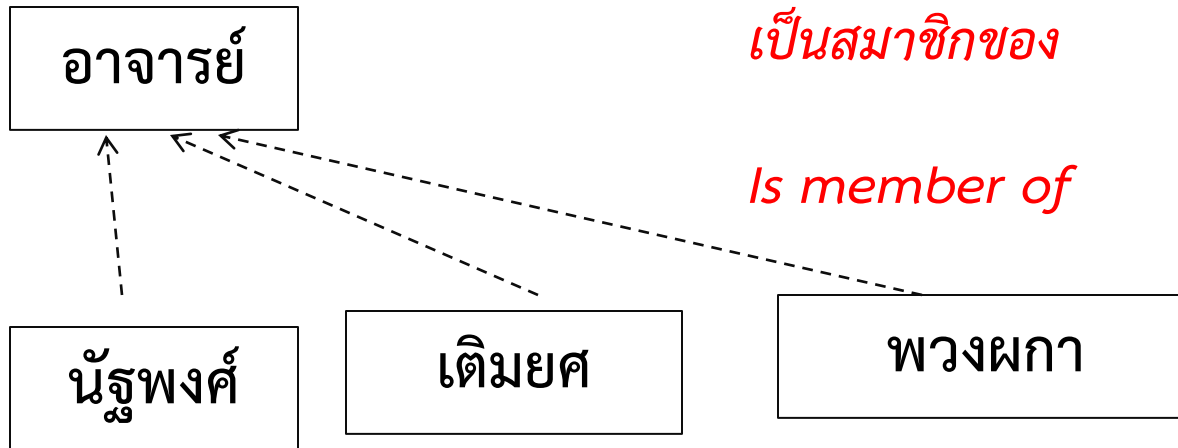 อาจารย์
เป็นสมาชิกของ
Is member of
นัฐพงศ์
เติมยศ
พวงผกา